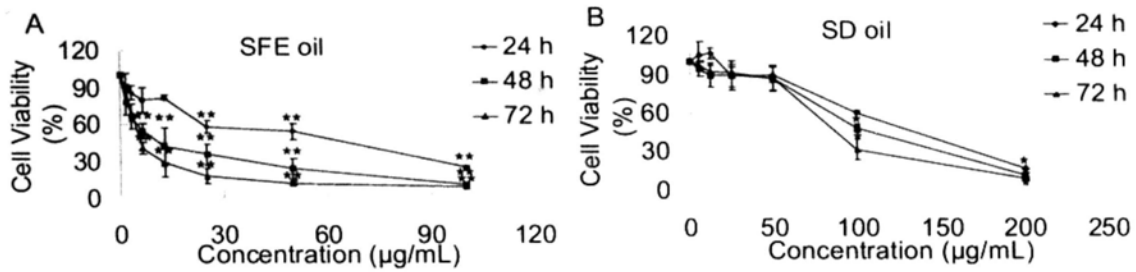 A
SFE oil
120
90
60
30
0
Cell Viability
(%)
24 h
48 h
72 h
** ** ** **
** ** **
** ** ** **
** ** **
0 30 60 90 120
Concentration (µg/mL)
B
SD oil
120
90
60
30
0
Cell Viability
(%)
24 h
48 h
72 h
*
*
*
0 50 100 150 200 250
Concentration (µg/mL)